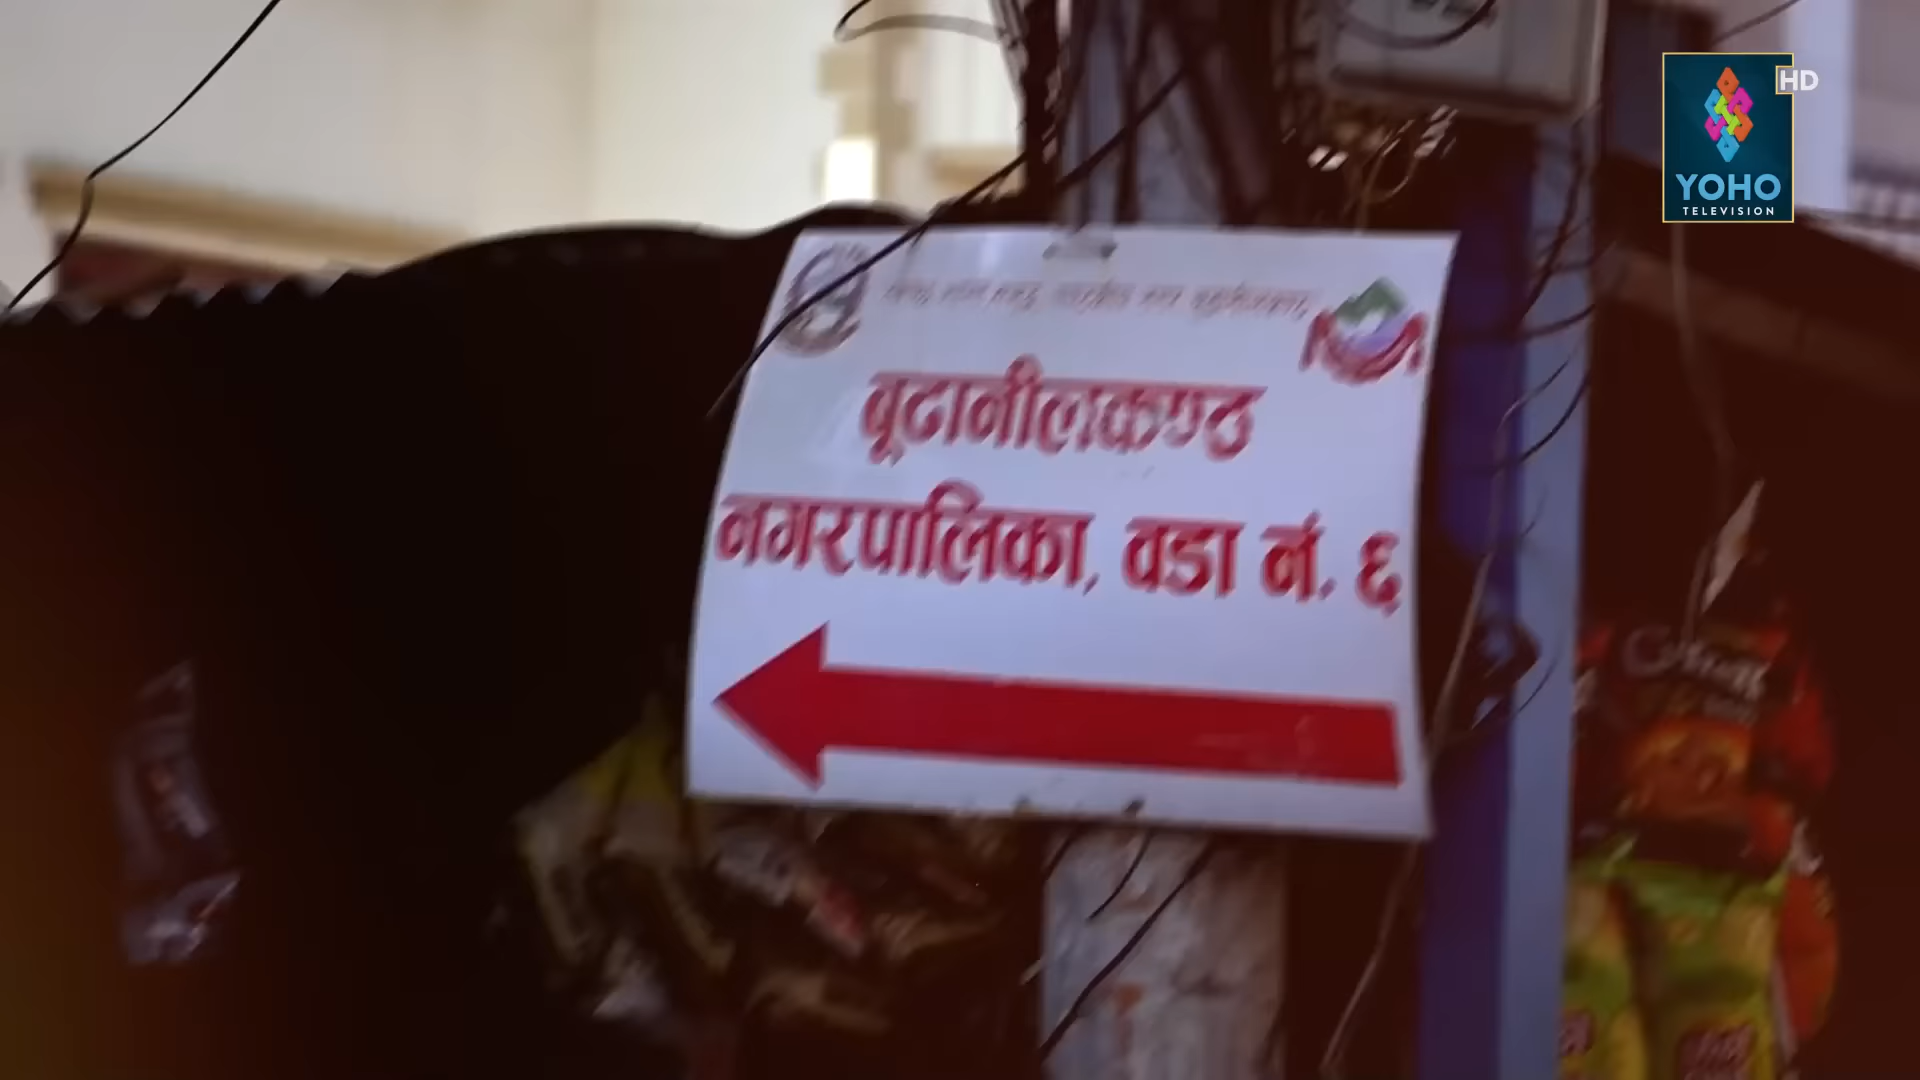 HD
YOHO
TELEVISION
बूढानीलकण्ठ
नगरपालिका, वडा नं. ६